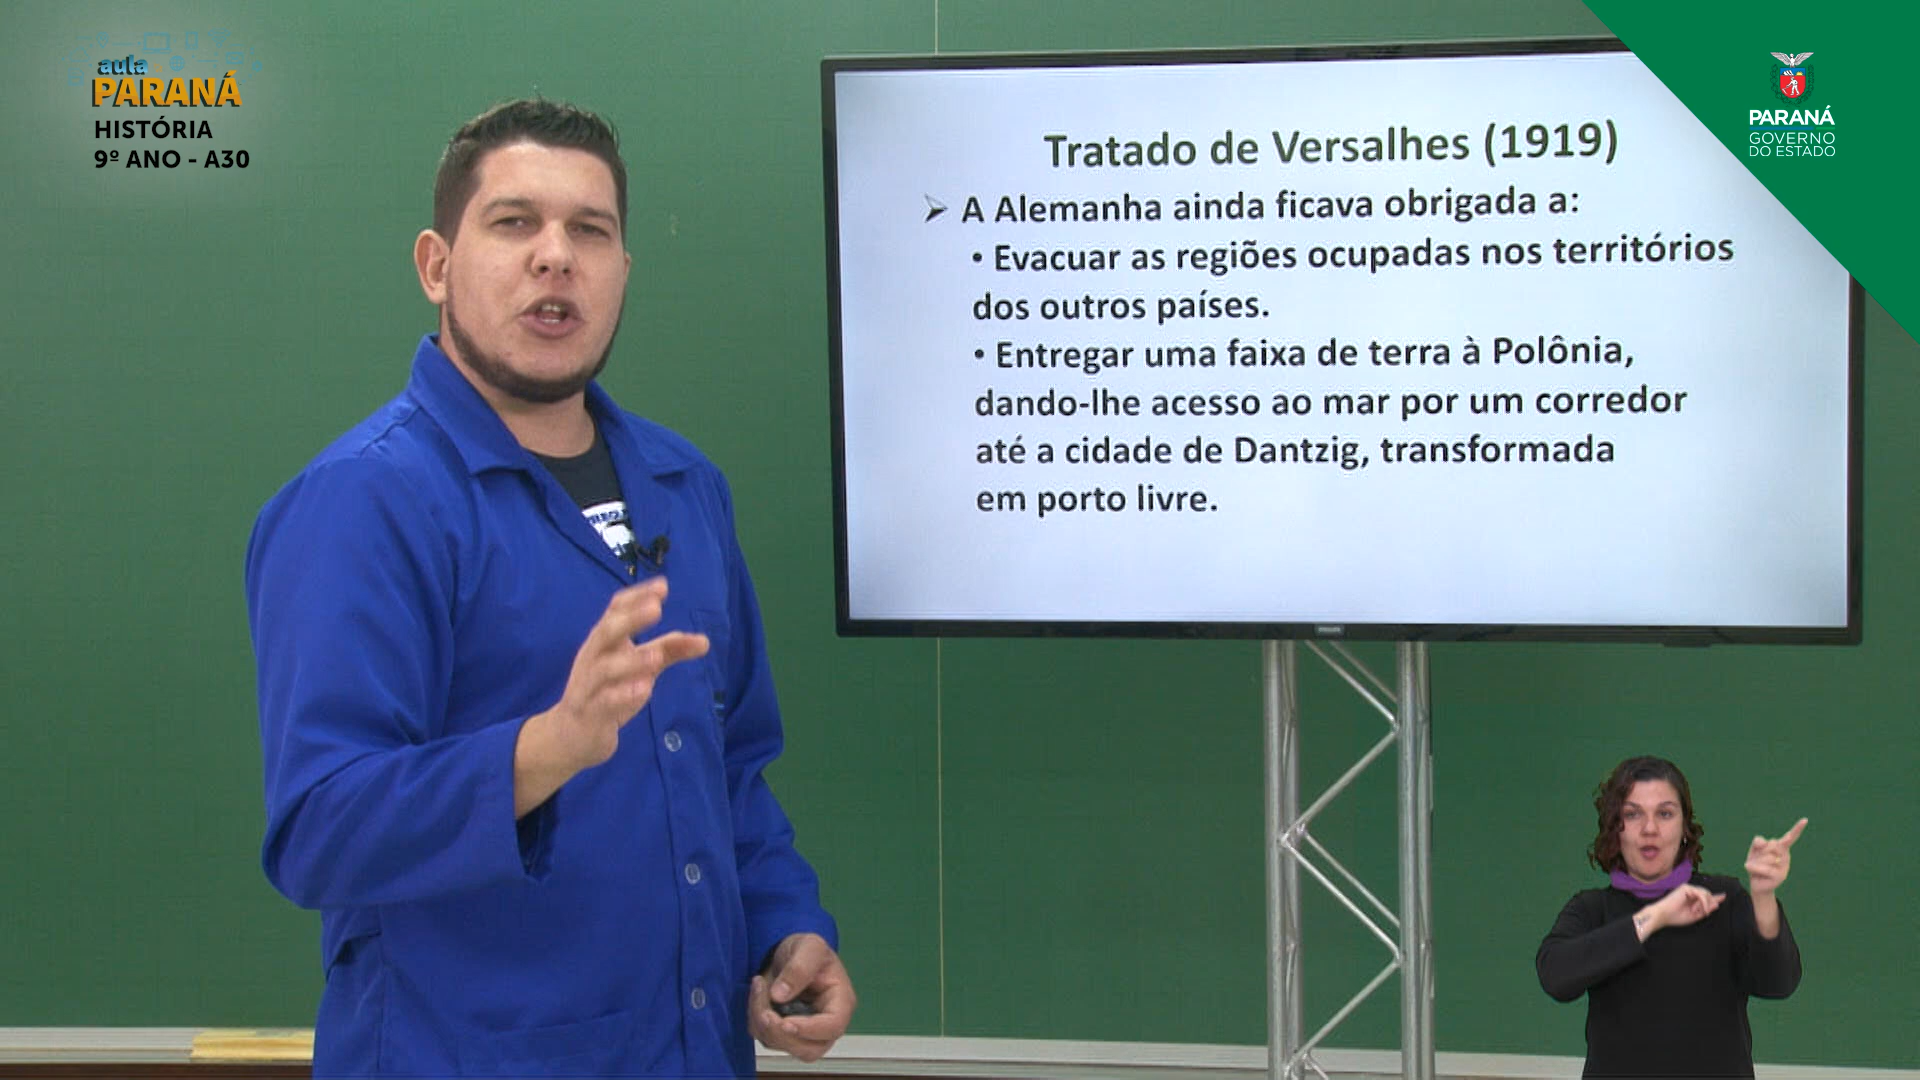 aula
PARANÁ
HISTÓRIA
9º ANO - A30
Tratado de Versalhes (1919)
A Alemanha ainda ficava obrigada a:
• Evacuar as regiões ocupadas nos territórios
dos outros países.
• Entregar uma faixa de terra à Polônia,
dando-lhe acesso ao mar por um corredor
até a cidade de Dantzig, transformada
em porto livre.
PARANÁ
GOVERNO
DO ESTADO